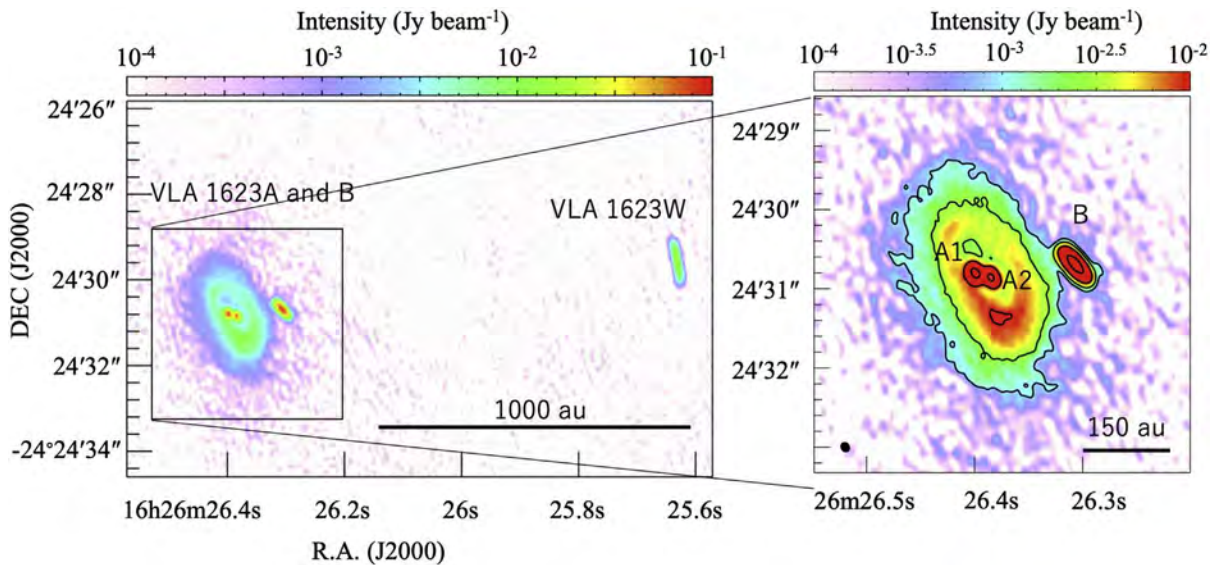 Intensity (Jy beam⁻¹)
10⁻⁴ 10⁻³ 10⁻² 10⁻¹
24′26″
24′28″
24′30″
24′32″
-24°24′34″
DEC (J2000)
VLA 1623A and B
VLA 1623W
1000 au
16h26m26.4s 26.2s 26s 25.8s 25.6s
R.A. (J2000)
Intensity (Jy beam⁻¹)
10⁻⁴ 10⁻³·⁵ 10⁻³ 10⁻²·⁵ 10⁻²
24′29″
24′30″
24′31″
24′32″
B
A1
A2
150 au
26m26.5s 26.4s 26.3s